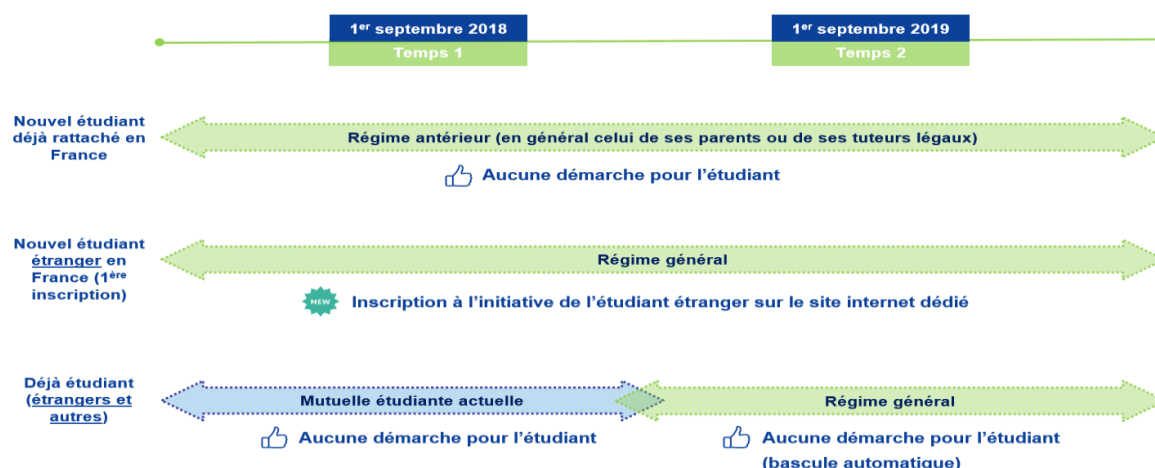 1er septembre 2018
1er septembre 2019
Temps 1
Temps 2
Nouvel étudiant
déjà rattaché en
France
Régime antérieur (en général celui de ses parents ou de ses tuteurs légaux)
Aucune démarche pour l'étudiant
Nouvel étudiant
étranger en
France (1ère
inscription)
Régime général
NEW
Inscription à l'initiative de l'étudiant étranger sur le site internet dédié
Déjà étudiant
(étrangers et
autres)
Mutuelle étudiante actuelle
Régime général
Aucune démarche pour l'étudiant
Aucune démarche pour l'étudiant
(bascule automatique)